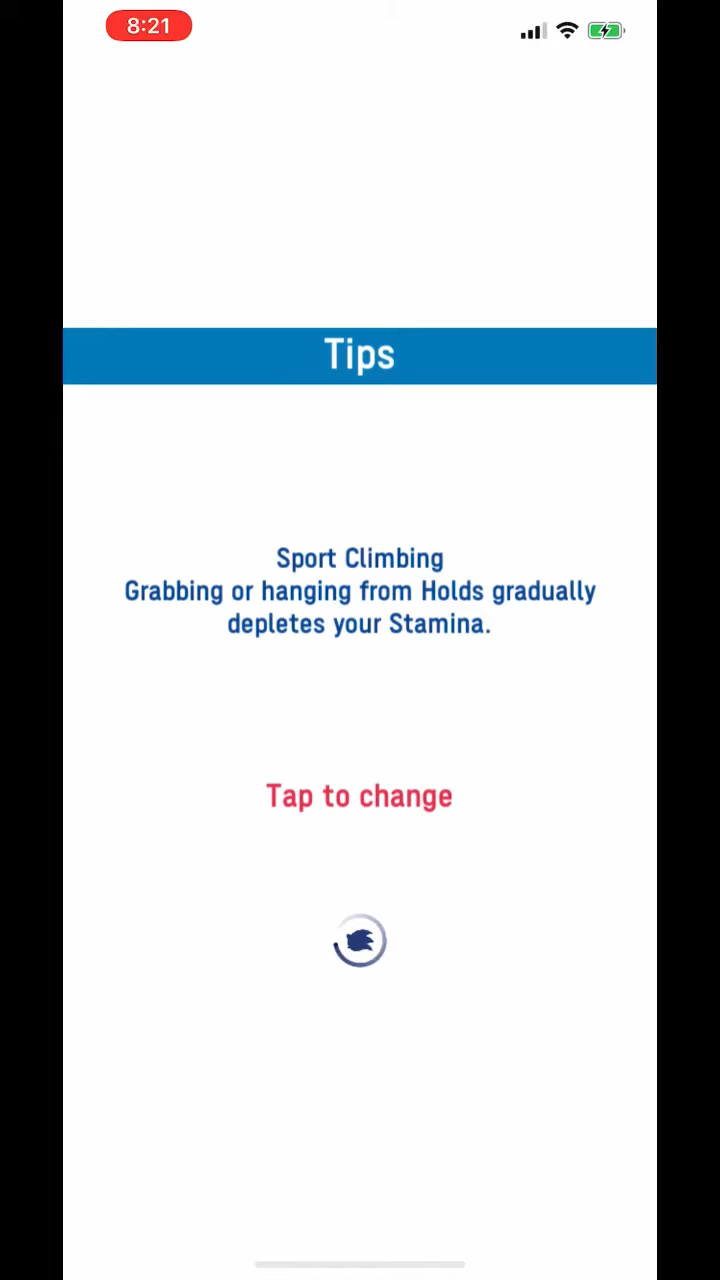 8:21
Tips
Sport Climbing
Grabbing or hanging from Holds gradually
depletes your Stamina.
Tap to change